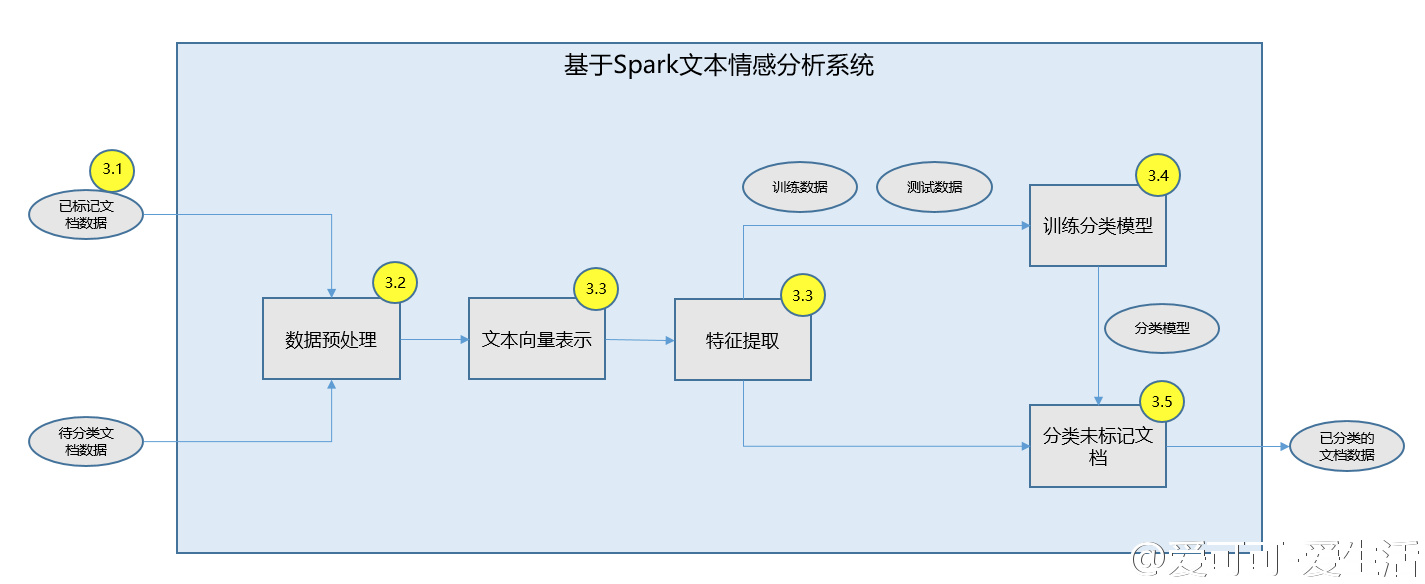 基于Spark文本情感分析系统
3.1
已标记文
档数据
训练数据
测试数据
3.4
训练分类模型
3.2
数据预处理
3.3
文本向量表示
3.3
特征提取
分类模型
待分类文
档数据
3.5
分类未标记文
档
已分类的
文档数据
@爱可可-爱生活